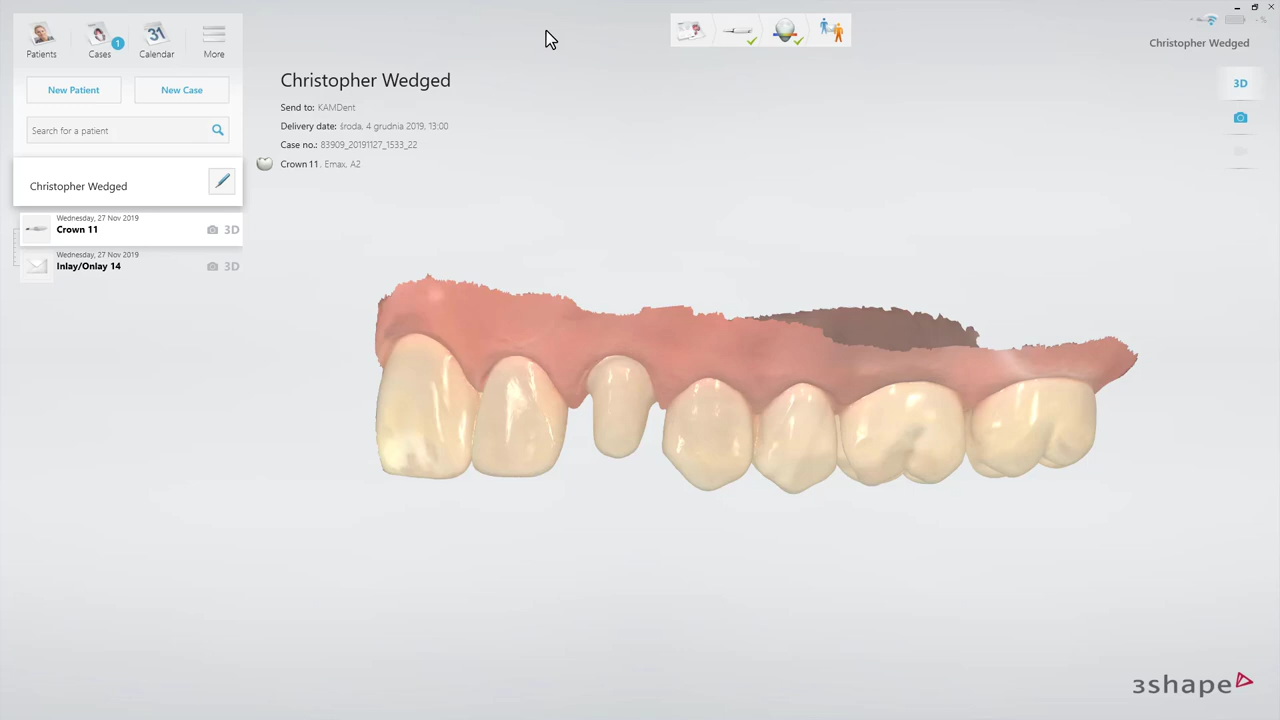 Patients
Cases
1
31
Calendar
More
New Patient
New Case
Search for a patient
Christopher Wedged
Wednesday, 27 Nov 2019
Crown 11
3D
Wednesday, 27 Nov 2019
Inlay/Onlay 14
3D
Christopher Wedged
Send to: KAMDent
Delivery date: środa, 4 grudnia 2019, 13:00
Case no.: 83909_20191127_1533_22
Crown 11, Emax, A2
- %
Christopher Wedged
3D
3shape